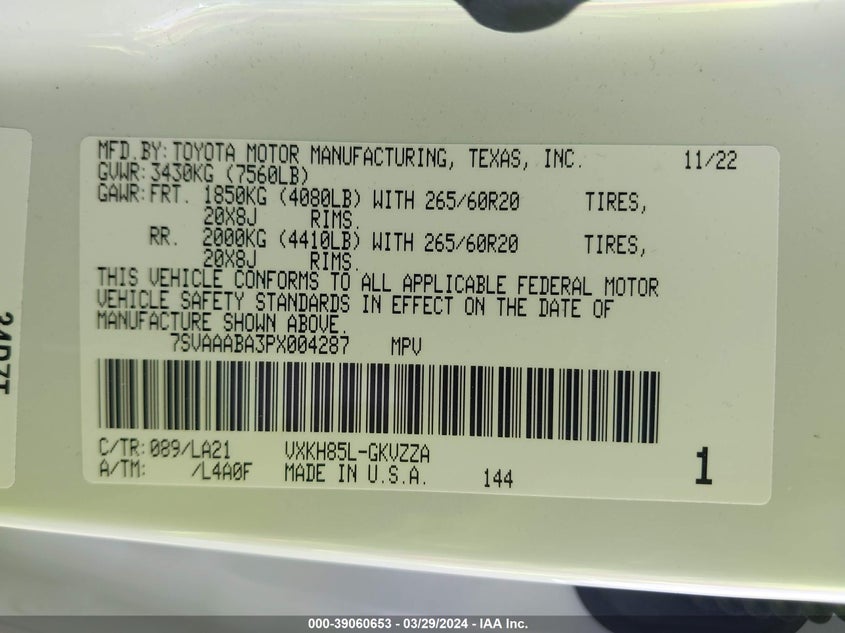 MFD.BY:TOYOTA MOTOR MANUFACTURING, TEXAS, INC. 11/22
GVWR:3430KG (7560LB)
GAWR:FRT. 1850KG (4080LB) WITH 265/60R20 TIRES,
20X8J RIMS.
RR. 2000KG (4410LB) WITH 265/60R20 TIRES,
20X8J RIMS.
THIS VEHICLE CONFORMS TO ALL APPLICABLE FEDERAL MOTOR
VEHICLE SAFETY STANDARDS IN EFFECT ON THE DATE OF
MANUFACTURE SHOWN ABOVE.
7SVAAABA3PX004287 MPV
C/TR:089/LA21 VXKH85L-GKVZZA
A/TM: /L4A0F MADE IN U.S.A. 144 1
000-39060653 / 03/29/2024 - IAA Inc.